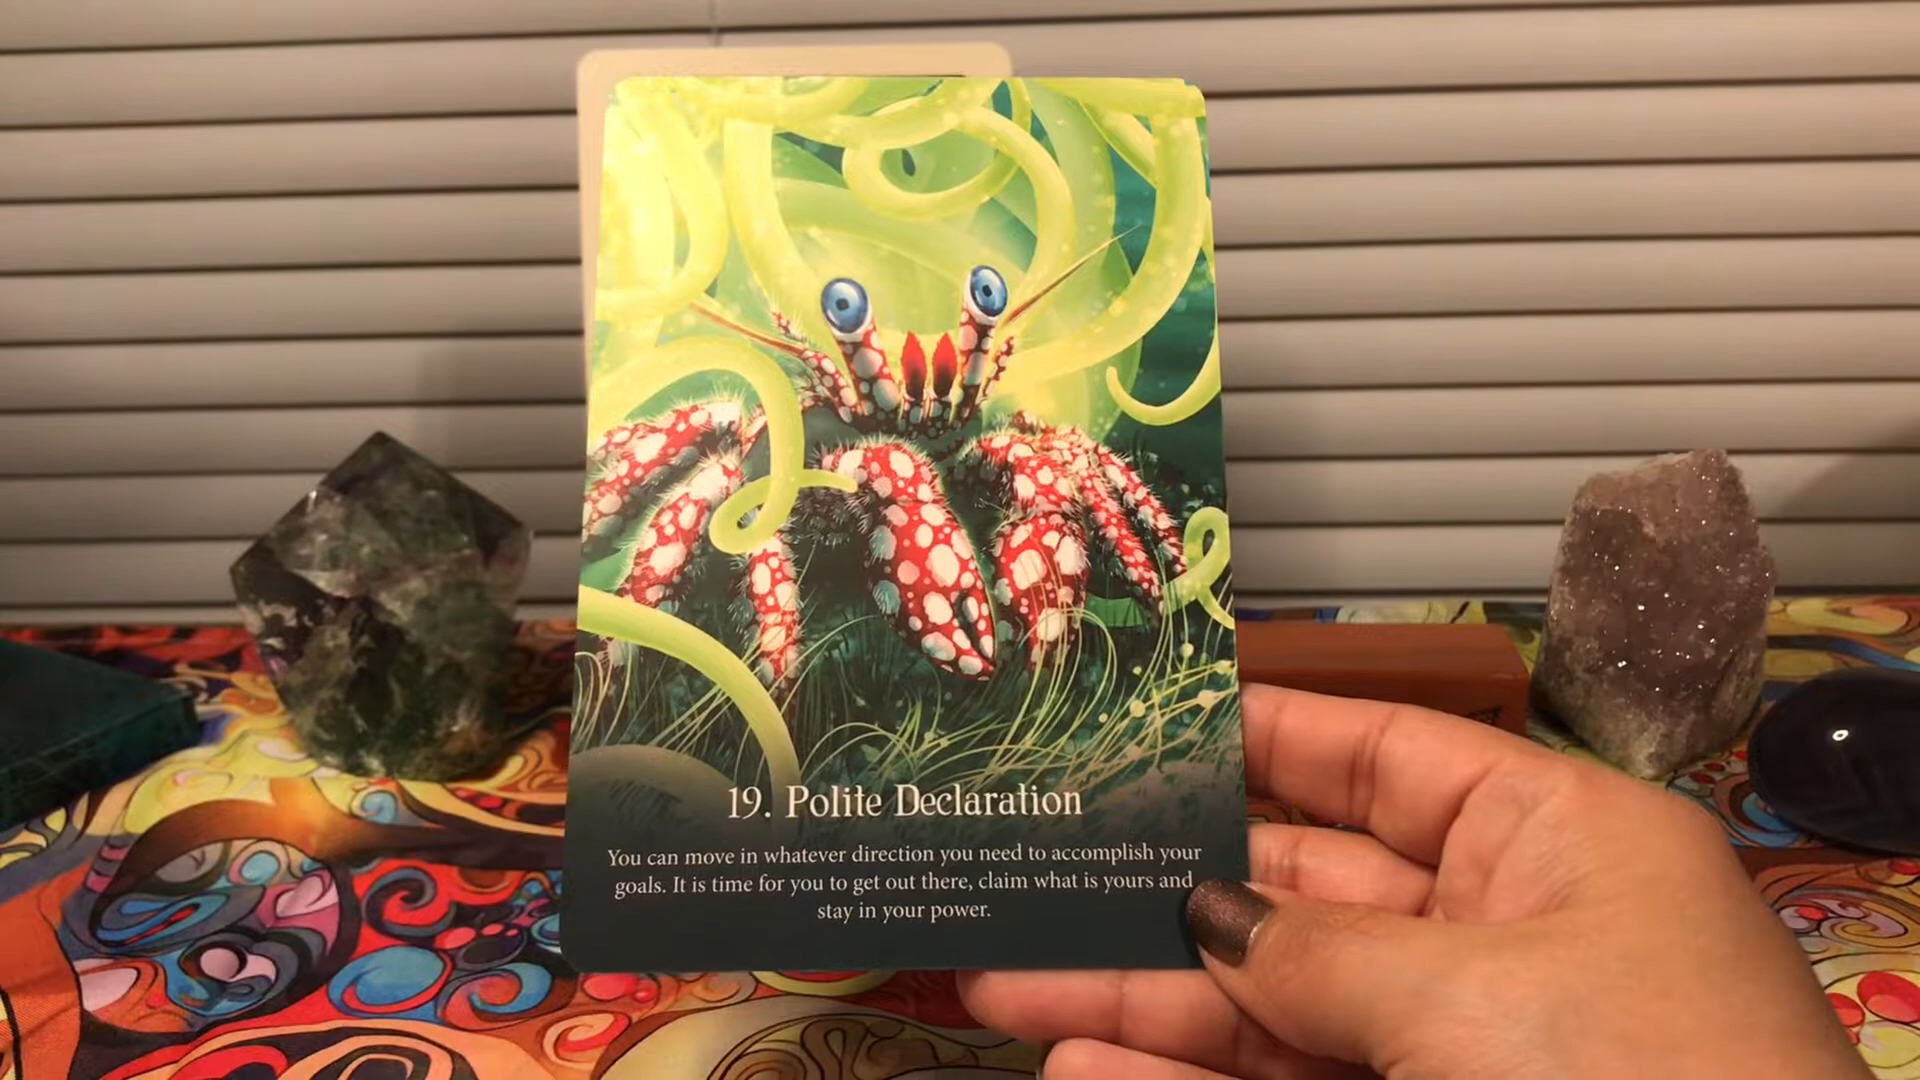 19. Polite Declaration
You can move in whatever direction you need to accomplish your
goals. It is time for you to get out there, claim what is yours and
stay in your power.